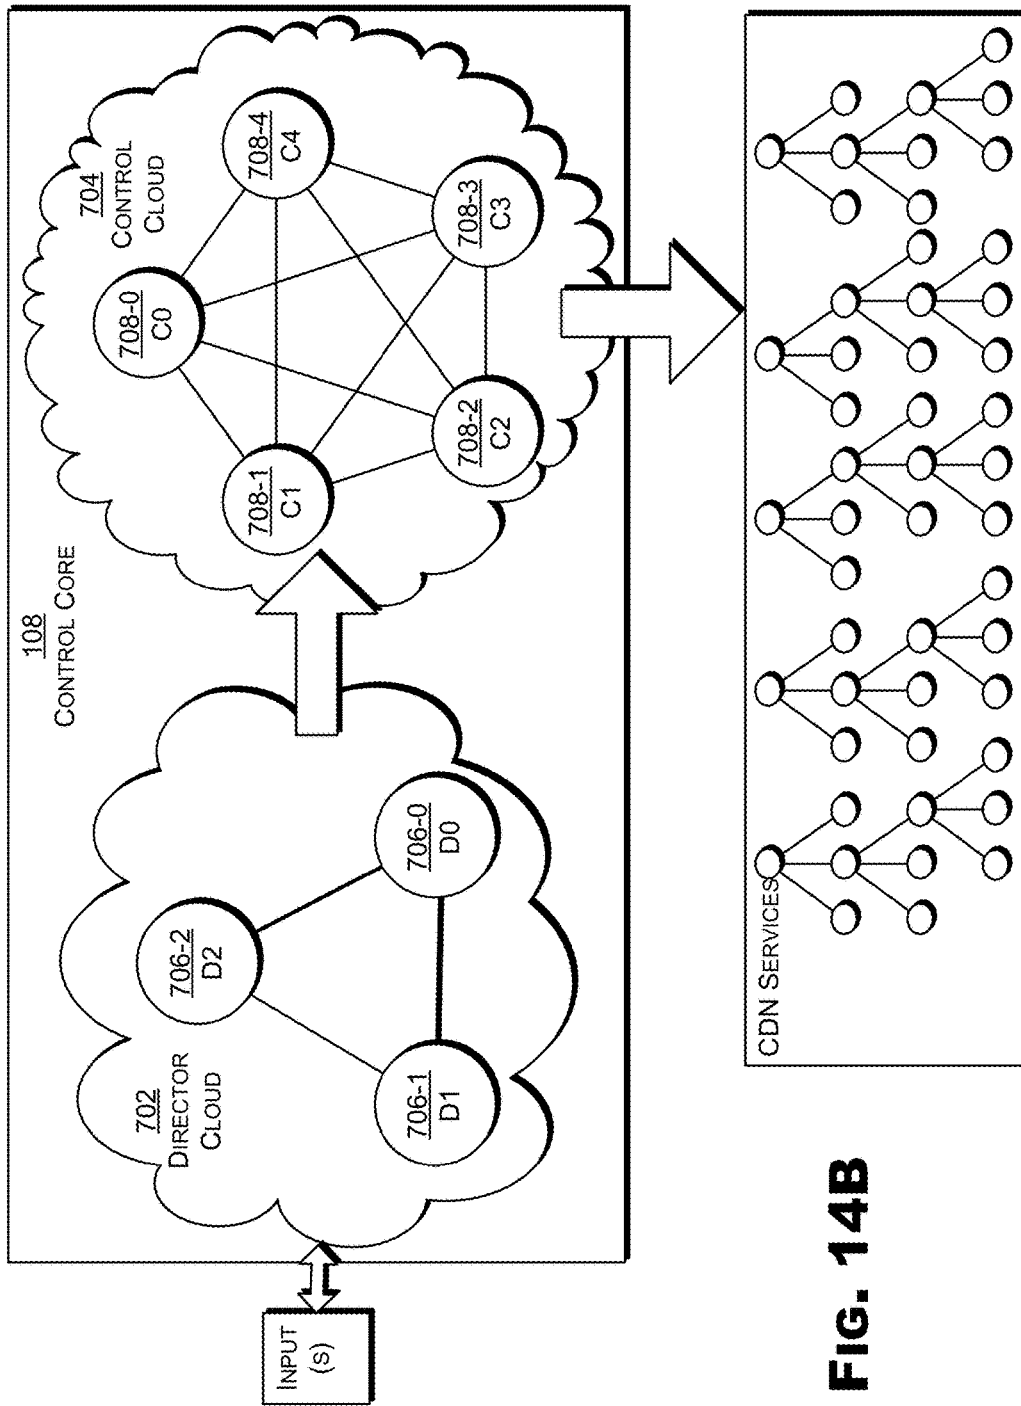 108
CONTROL CORE
702
DIRECTOR
CLOUD
706-2
D2
706-1
D1
706-0
D0
704
CONTROL
CLOUD
708-0
C0
708-4
C4
708-1
C1
708-3
C3
708-2
C2
INPUT
(S)
CDN SERVICES
FIG. 14B